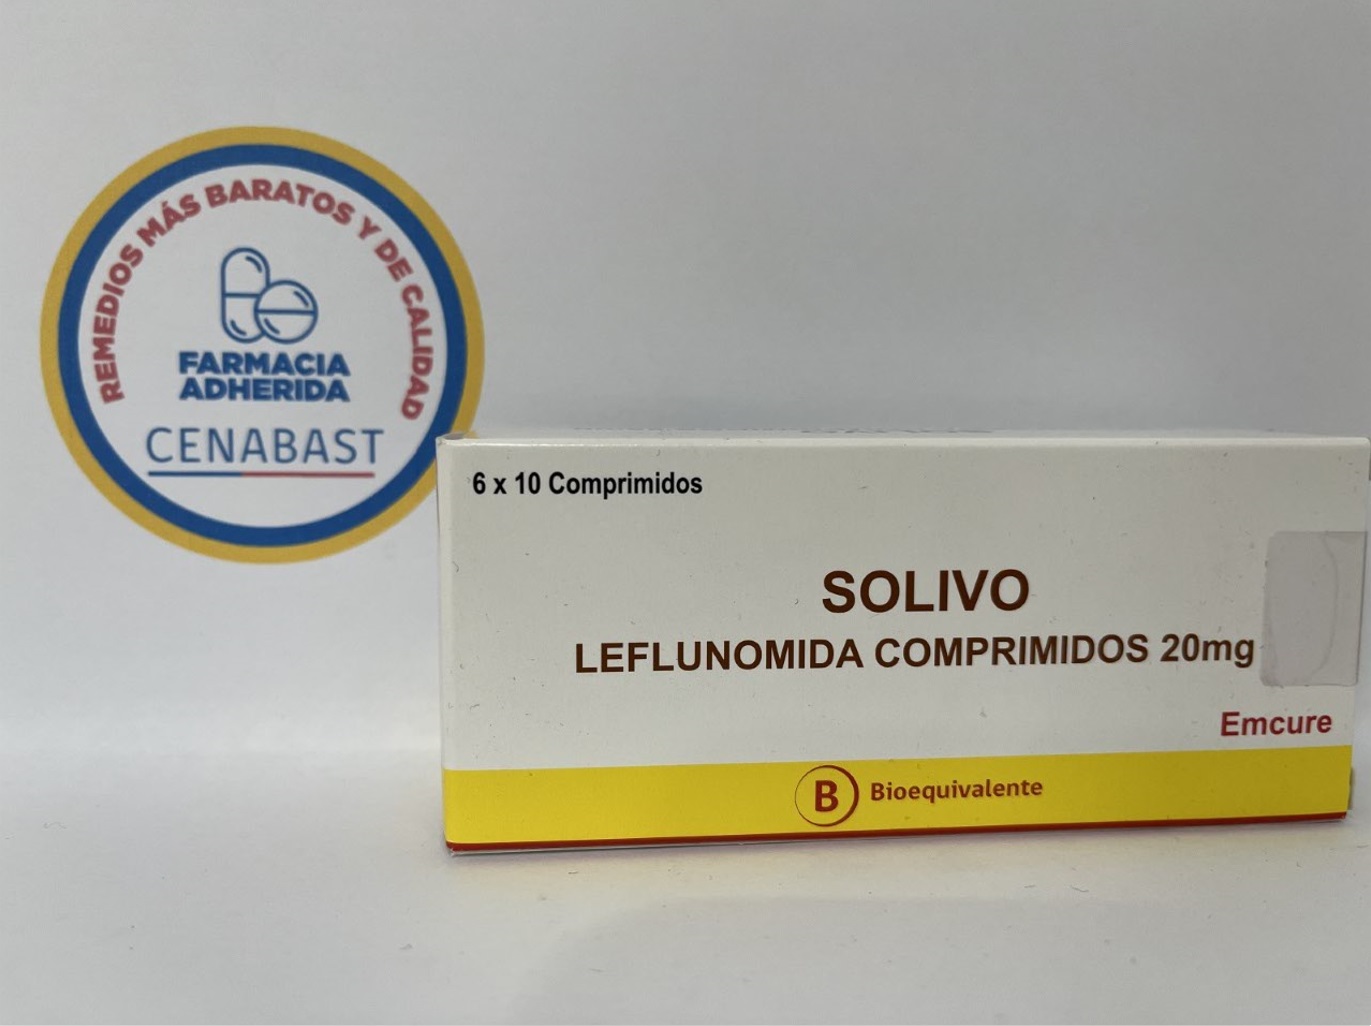 REMEDIOS MÁS BARATOS Y DE CALIDAD
FARMACIA
ADHERIDA
CENABAST
6 x 10 Comprimidos
SOLIVO
LEFLUNOMIDA COMPRIMIDOS 20mg
Emcure
B Bioequivalente